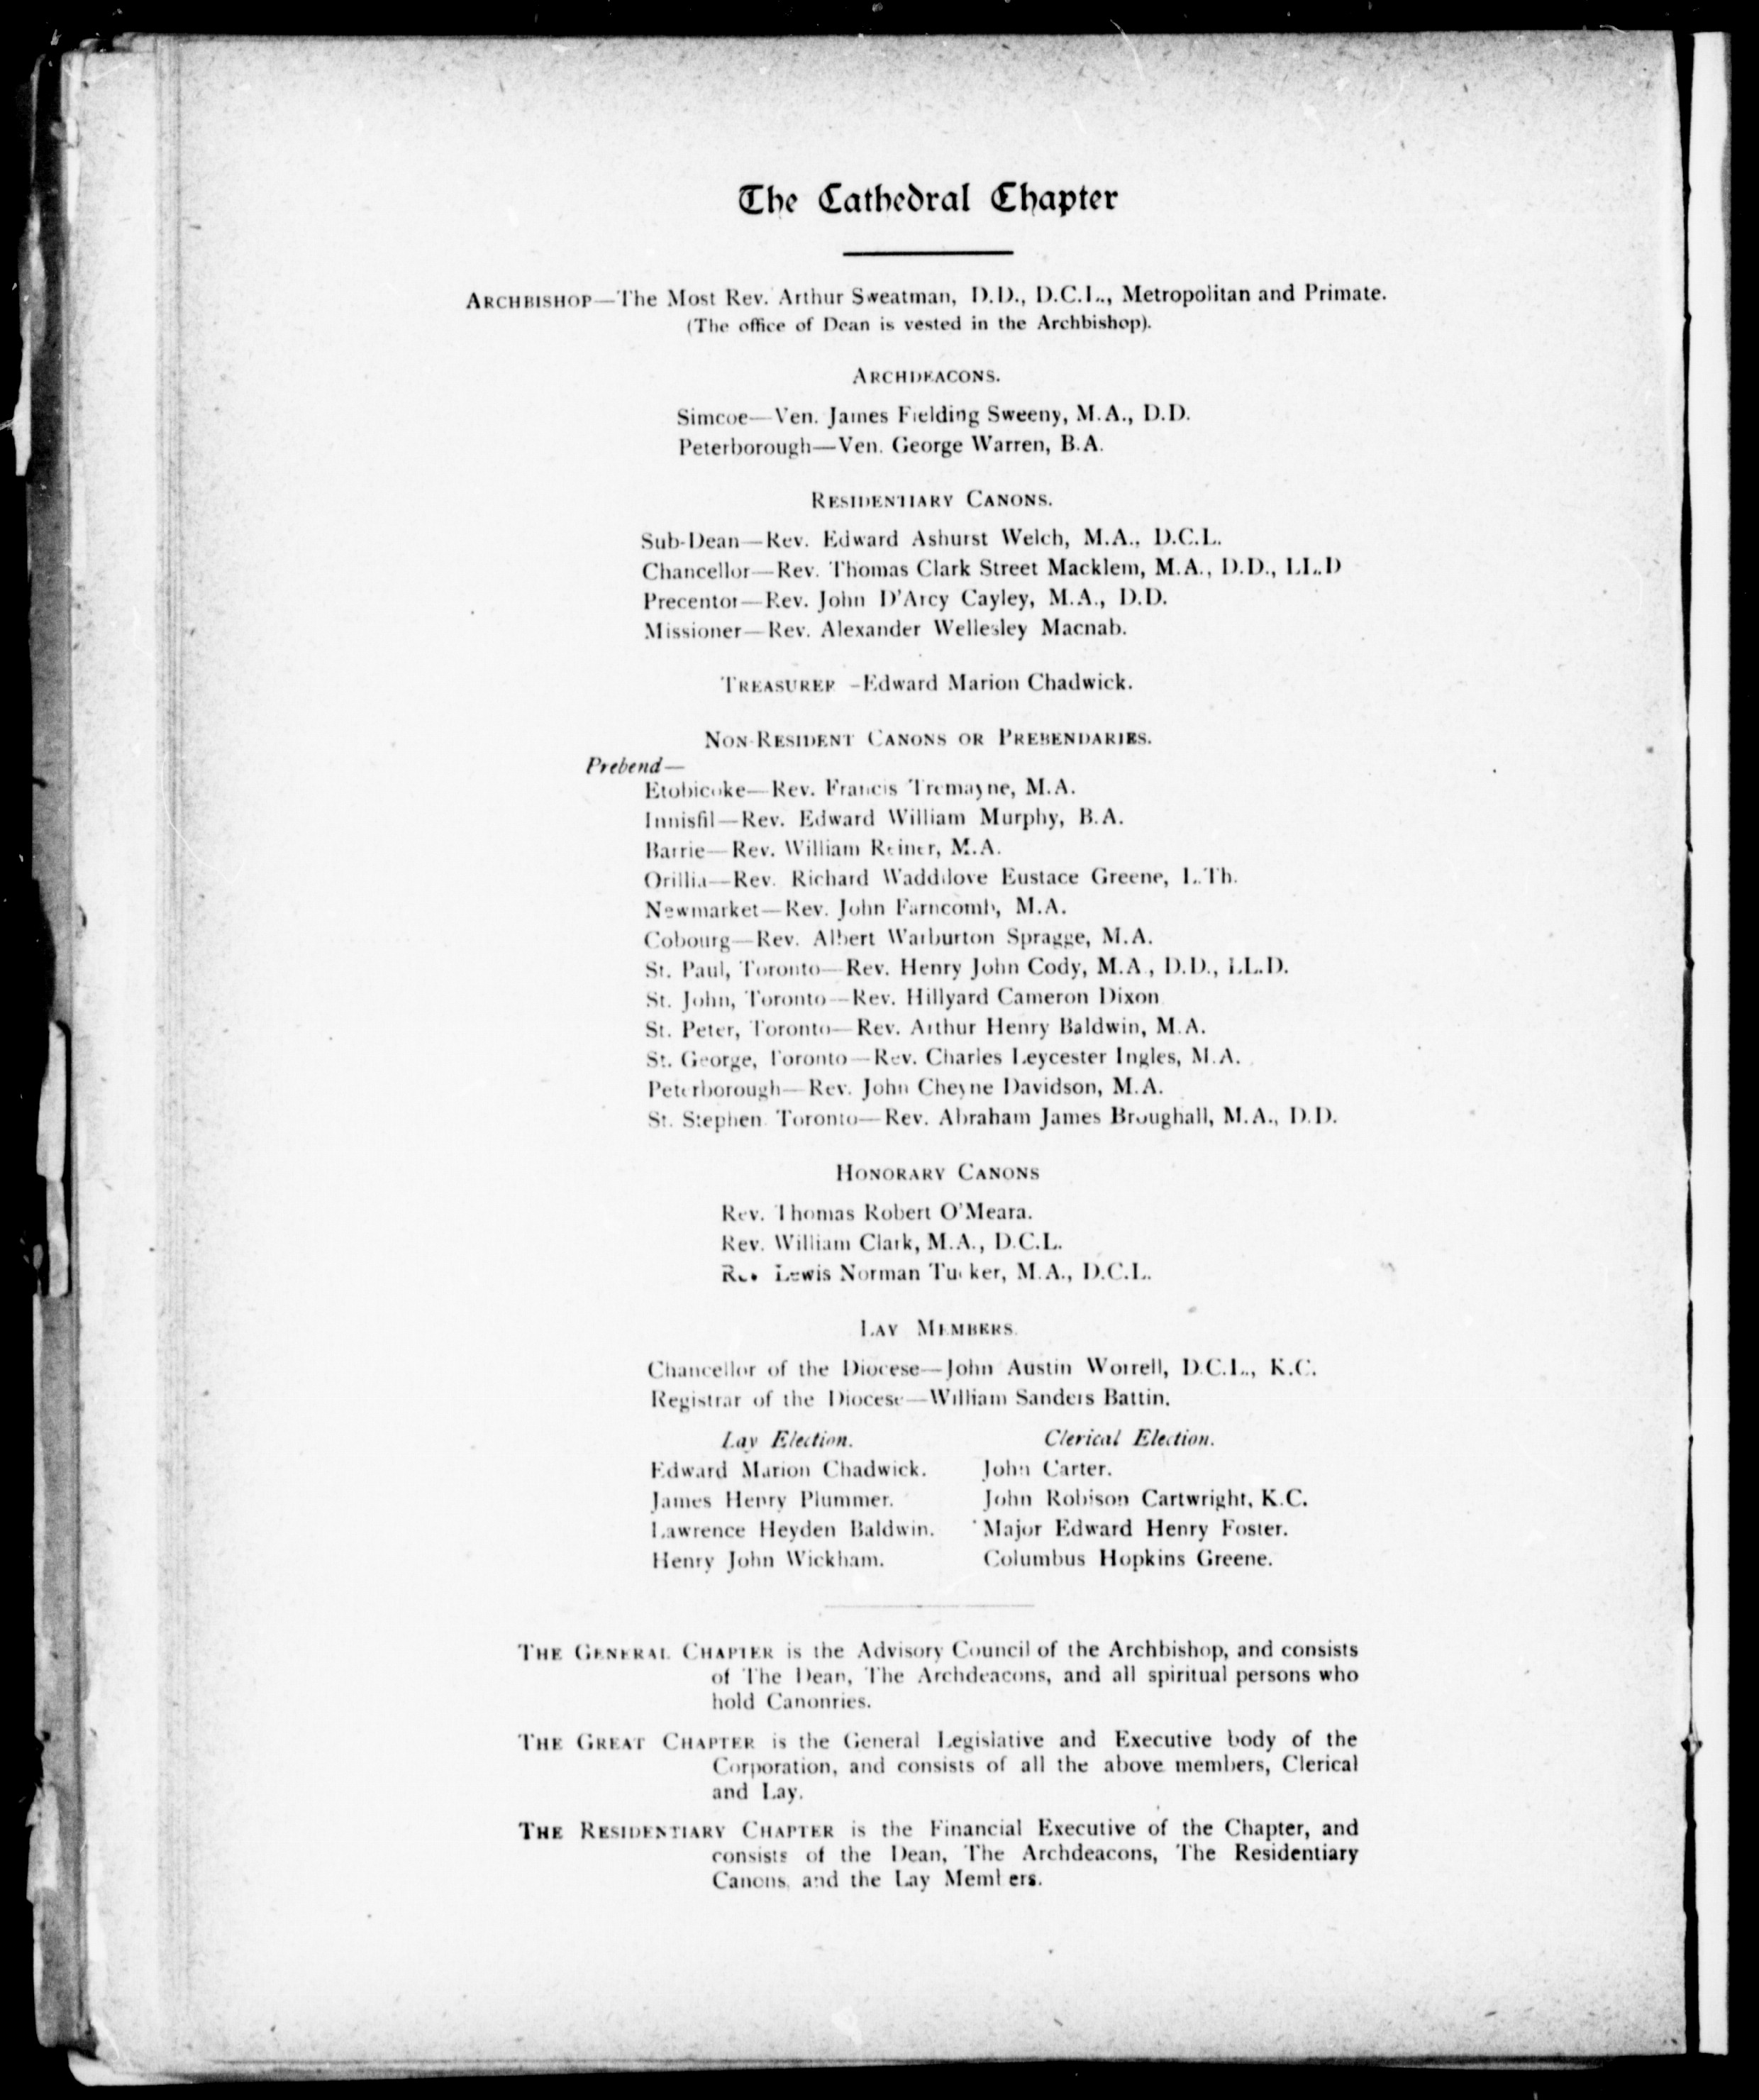 The Cathedral Chapter
ARCHBISHOP—The Most Rev. Arthur Sweatman, D.D., D.C.L., Metropolitan and Primate.
(The office of Dean is vested in the Archbishop).
ARCHDEACONS.
Simcoe—Ven. James Fielding Sweeny, M.A., D.D.
Peterborough—Ven. George Warren, B.A.
RESIDENTIARY CANONS.
Sub-Dean—Rev. Edward Ashurst Welch, M.A., D.C.L.
Chancellor—Rev. Thomas Clark Street Macklem, M.A., D.D., LL.D
Precentor—Rev. John D'Arcy Cayley, M.A., D.D.
Missioner—Rev. Alexander Wellesley Macnab.
TREASURER—Edward Marion Chadwick.
NON-RESIDENT CANONS OR PREBENDARIES.
Prebend—
Etobicoke—Rev. Francis Tremayne, M.A.
Innisfil—Rev. Edward William Murphy, B.A.
Barrie—Rev. William Reiner, M.A.
Orillia—Rev. Richard Waddilove Eustace Greene, L.Th.
Newmarket—Rev. John Farncomb, M.A.
Cobourg—Rev. Albert Warburton Spragge, M.A.
St. Paul, Toronto—Rev. Henry John Cody, M.A., D.D., LL.D.
St. John, Toronto—Rev. Hillyard Cameron Dixon
St. Peter, Toronto—Rev. Arthur Henry Baldwin, M.A.
St. George, Toronto—Rev. Charles Leycester Ingles, M.A.
Peterborough—Rev. John Cheyne Davidson, M.A.
St. Stephen Toronto—Rev. Abraham James Broughall, M.A., D.D.
HONORARY CANONS
Rev. Thomas Robert O'Meara.
Rev. William Clark, M.A., D.C.L.
Rev. Lewis Norman Tucker, M.A., D.C.L.
LAY MEMBERS.
Chancellor of the Diocese—John Austin Worrell, D.C.L., K.C.
Registrar of the Diocese—William Sanders Battin.
Lay Election. Clerical Election.
Edward Marion Chadwick. John Carter.
James Henry Plummer. John Robison Cartwright, K.C.
Lawrence Heyden Baldwin. Major Edward Henry Foster.
Henry John Wickham. Columbus Hopkins Greene.
THE GENERAL CHAPTER is the Advisory Council of the Archbishop, and consists
of The Dean, The Archdeacons, and all spiritual persons who
hold Canonries.
THE GREAT CHAPTER is the General Legislative and Executive body of the
Corporation, and consists of all the above members, Clerical
and Lay.
THE RESIDENTIARY CHAPTER is the Financial Executive of the Chapter, and
consists of the Dean, The Archdeacons, The Residentiary
Canons, and the Lay Members.